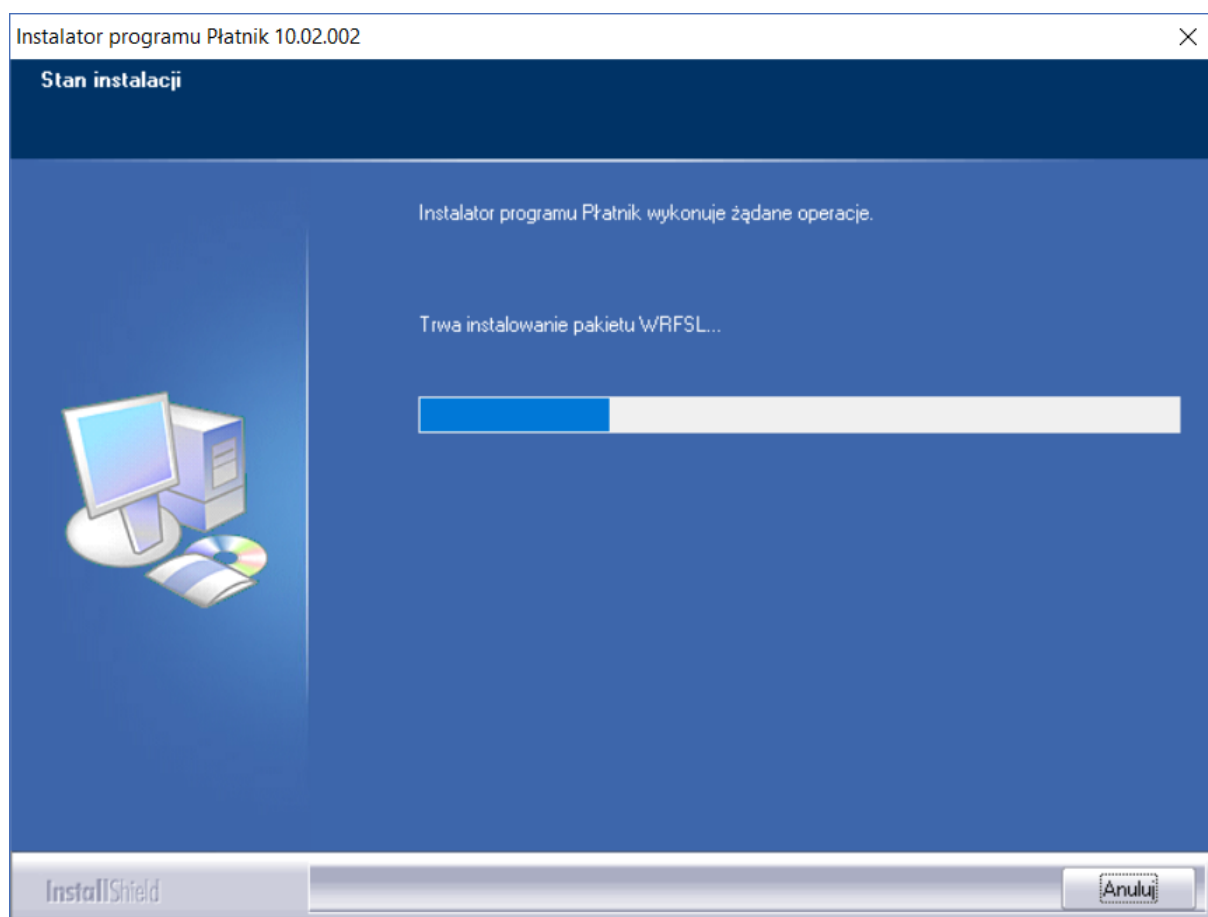 Instalator programu Płatnik 10.02.002
Stan instalacji
Instalator programu Płatnik wykonuje żądane operacje.
Trwa instalowanie pakietu WRFSL...
InstallShield
Anuluj